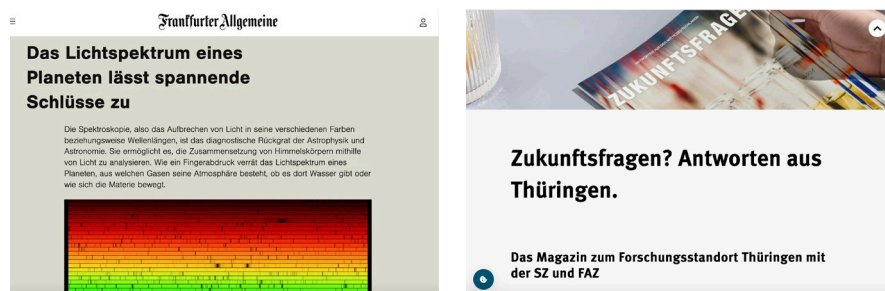 Frankfurter Allgemeine
Das Lichtspektrum eines
Planeten lässt spannende
Schlüsse zu
Die Spektroskopie, also das Aufbrechen von Licht in seine verschiedenen Farben
beziehungsweise Wellenlängen, ist das diagnostische Rückgrat der Astrophysik und
Astronomie. Sie ermöglicht es, die Zusammensetzung von Himmelskörpern mithilfe
von Licht zu analysieren. Wie ein Fingerabdruck verrät das Lichtspektrum eines
Planeten, aus welchen Gasen seine Atmosphäre besteht, ob es dort Wasser gibt oder
wie sich die Materie bewegt.
ZUKUNFTSFRAGE
Zukunftsfragen? Antworten aus
Thüringen.
Das Magazin zum Forschungsstandort Thüringen mit
der SZ und FAZ